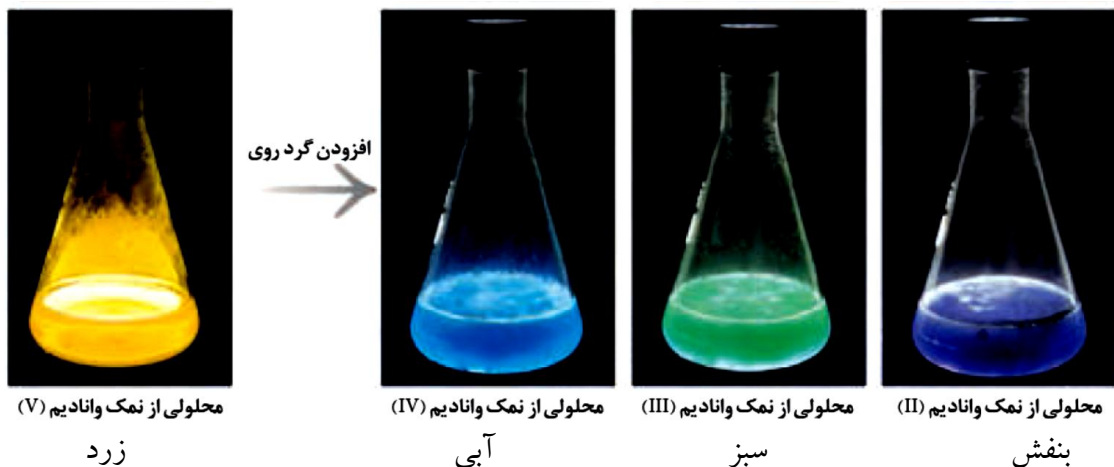 افزودن گرد روی
محلولی از نمک وانادیم (V)
محلولی از نمک وانادیم (IV)
محلولی از نمک وانادیم (III)
محلولی از نمک وانادیم (II)
زرد
آبی
سبز
بنفش